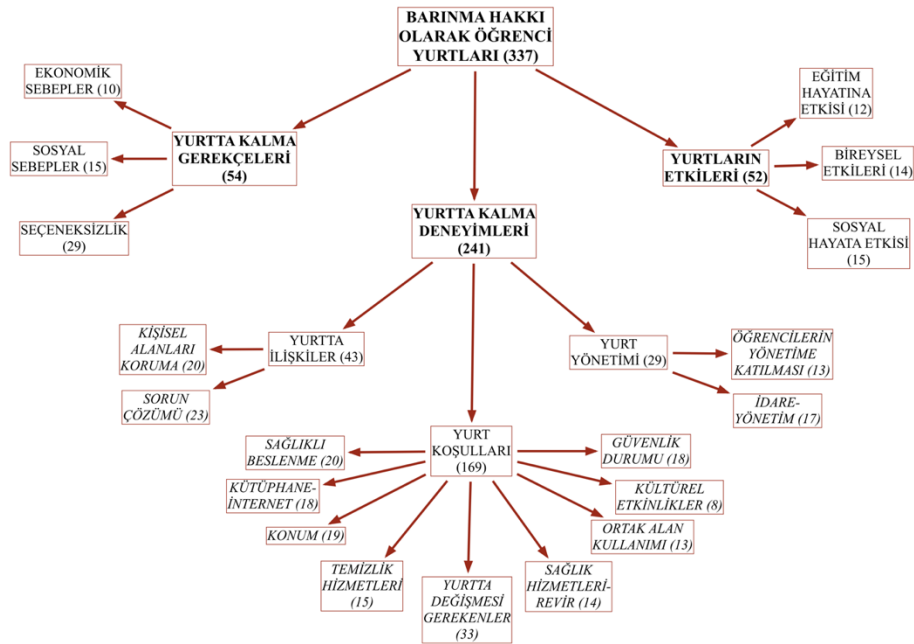 BARINMA HAKKI
OLARAK ÖĞRENCİ
YURTLARI (337)
EKONOMİK
SEBEPLER (10)
SOSYAL
SEBEPLER (15)
SEÇENEKSİZLİK
(29)
YURTTA KALMA
GEREKÇELERİ
(54)
EĞİTİM
HAYATINA
ETKİSİ (12)
YURTLARIN
ETKİLERİ (52)
BİREYSEL
ETKİLERİ (14)
SOSYAL
HAYATA ETKİSİ
(15)
YURTTA KALMA
DENEYİMLERİ
(241)
KİŞİSEL
ALANLARI
KORUMA (20)
YURTTA
İLİŞKİLER (43)
SORUN
ÇÖZÜMÜ (23)
YURT
YÖNETİMİ (29)
ÖĞRENCİLERİN
YÖNETİME
KATILMASI (13)
İDARE-
YÖNETİM (17)
YURT
KOŞULLARI
(169)
SAĞLIKLI
BESLENME (20)
KÜTÜPHANE-
İNTERNET (18)
KONUM (19)
TEMİZLİK
HİZMETLERİ
(15)
YURTTA
DEĞİŞMESİ
GEREKENLER
(33)
SAĞLIK
HİZMETLERİ-
REVİR (14)
ORTAK ALAN
KULLANIMI (13)
KÜLTÜREL
ETKİNLİKLER (8)
GÜVENLİK
DURUMU (18)